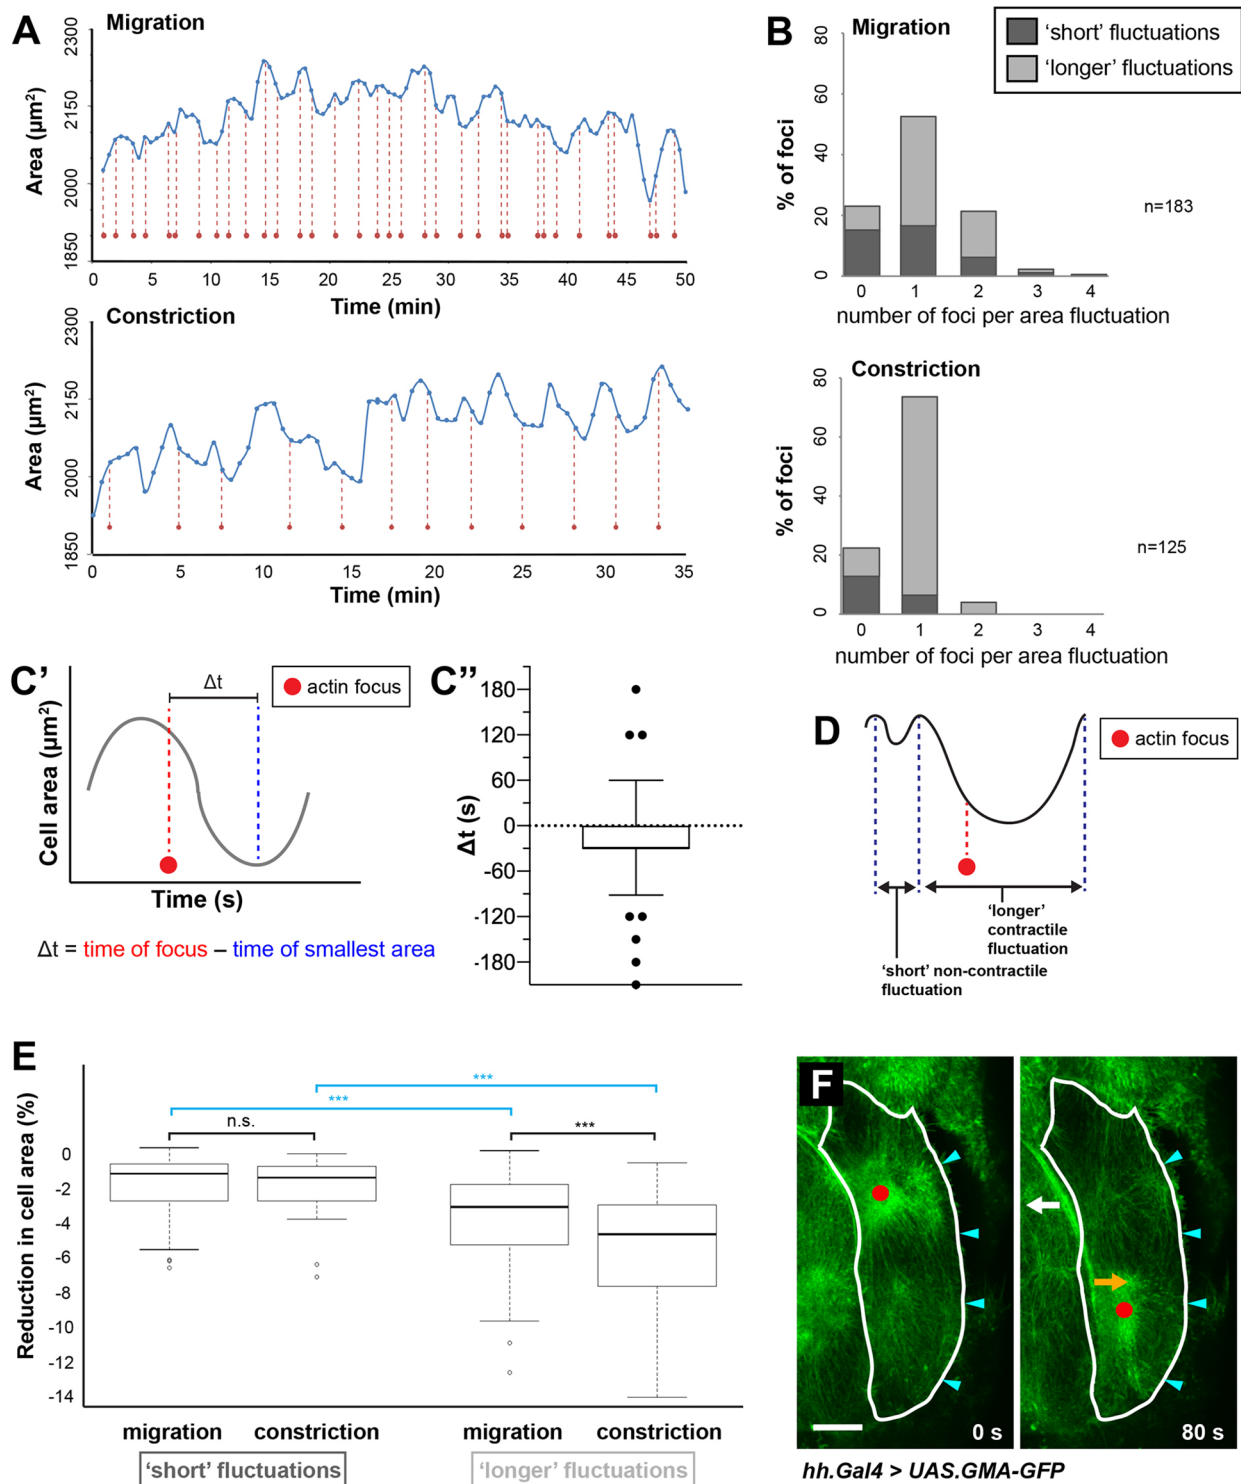 A
Migration
2300
2150
2000
1850
Area (µm²)
0 5 10 15 20 25 30 35 40 45 50
Time (min)
Constriction
2300
2150
2000
1850
Area (µm²)
0 5 10 15 20 25 30 35
Time (min)
B
'short' fluctuations
'longer' fluctuations
Migration
80
60
40
20
0
% of foci
n=183
0 1 2 3 4
number of foci per area fluctuation
Constriction
80
60
40
20
0
% of foci
n=125
0 1 2 3 4
number of foci per area fluctuation
C'
Δt
actin focus
Cell area (µm²)
Time (s)
Δt = time of focus – time of smallest area
C"
180
120
60
0
-60
-120
-180
Δt (s)
D
actin focus
'longer'
contractile
fluctuation
'short' non-contractile
fluctuation
E
***
***
n.s.
***
0
-2
-4
-6
-8
-10
-12
-14
Reduction in cell area (%)
migration constriction migration constriction
'short' fluctuations 'longer' fluctuations
F
0 s
80 s
hh.Gal4 > UAS.GMA-GFP